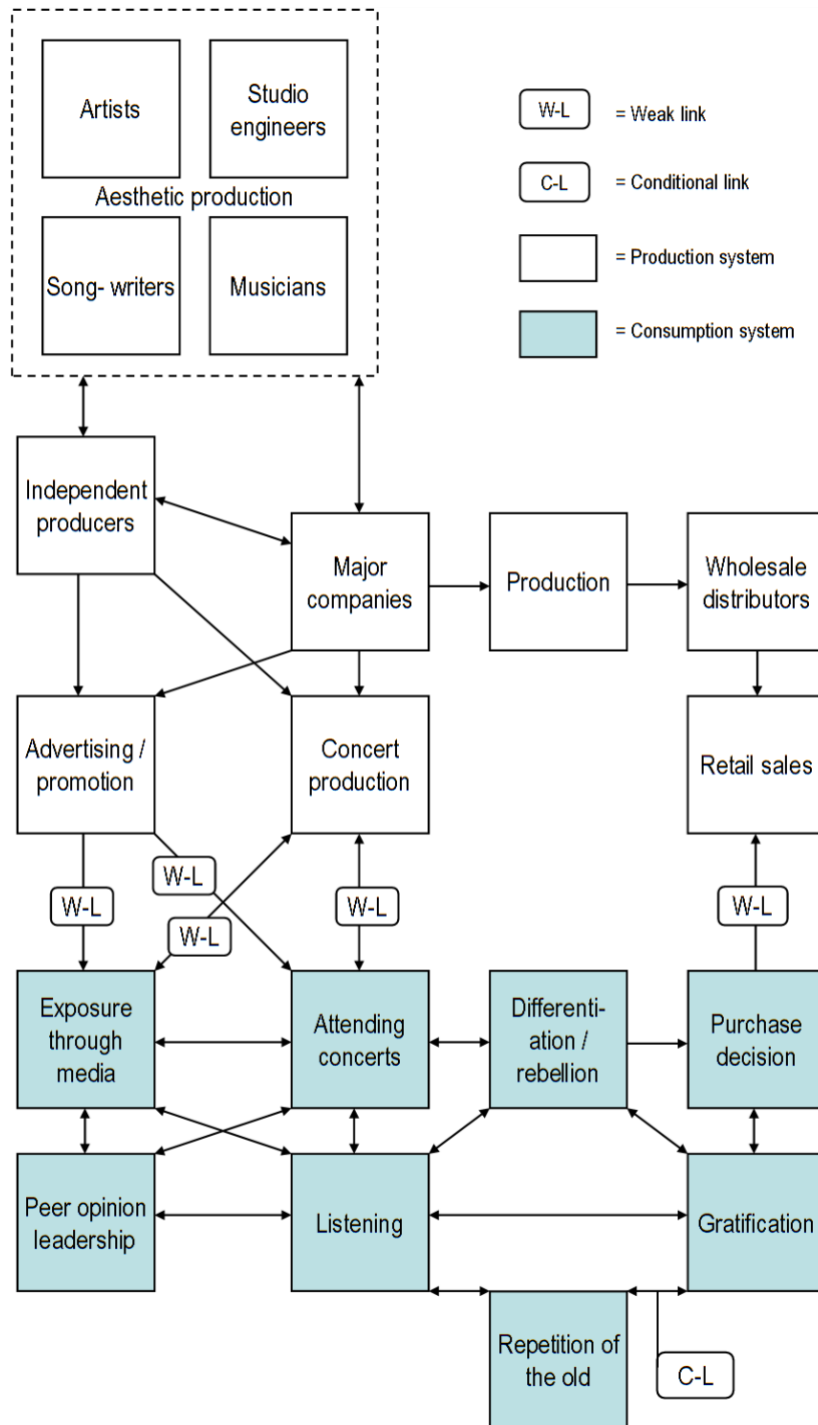 Artists
Studio
engineers
Aesthetic production
Song- writers
Musicians
W-L
= Weak link
C-L
= Conditional link
= Production system
= Consumption system
Independent
producers
Major
companies
Production
Wholesale
distributors
Advertising /
promotion
Concert
production
Retail sales
W-L
W-L
W-L
W-L
W-L
Exposure
through
media
Attending
concerts
Differenti-
ation /
rebellion
Purchase
decision
Peer opinion
leadership
Listening
Gratification
Repetition of
the old
C-L